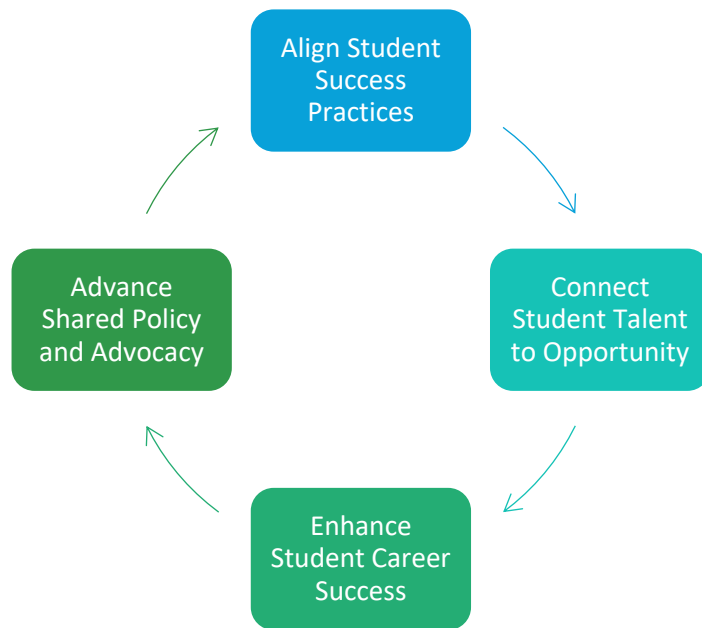 Align Student
Success
Practices
Connect
Student Talent
to Opportunity
Enhance
Student Career
Success
Advance
Shared Policy
and Advocacy